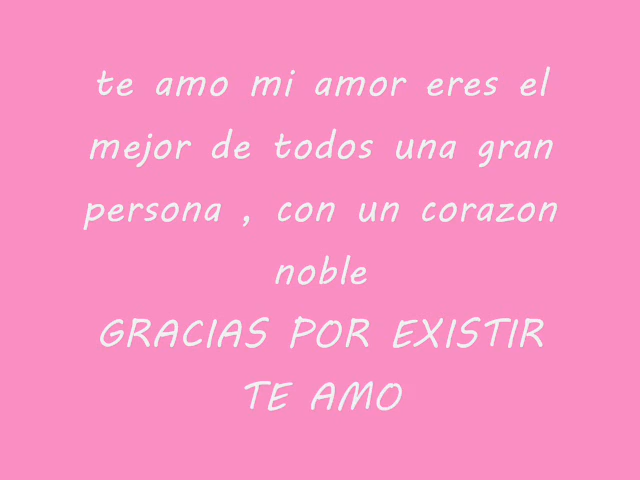 te amo mi amor eres el
mejor de todos una gran
persona , con un corazon
noble
GRACIAS POR EXISTIR
TE AMO